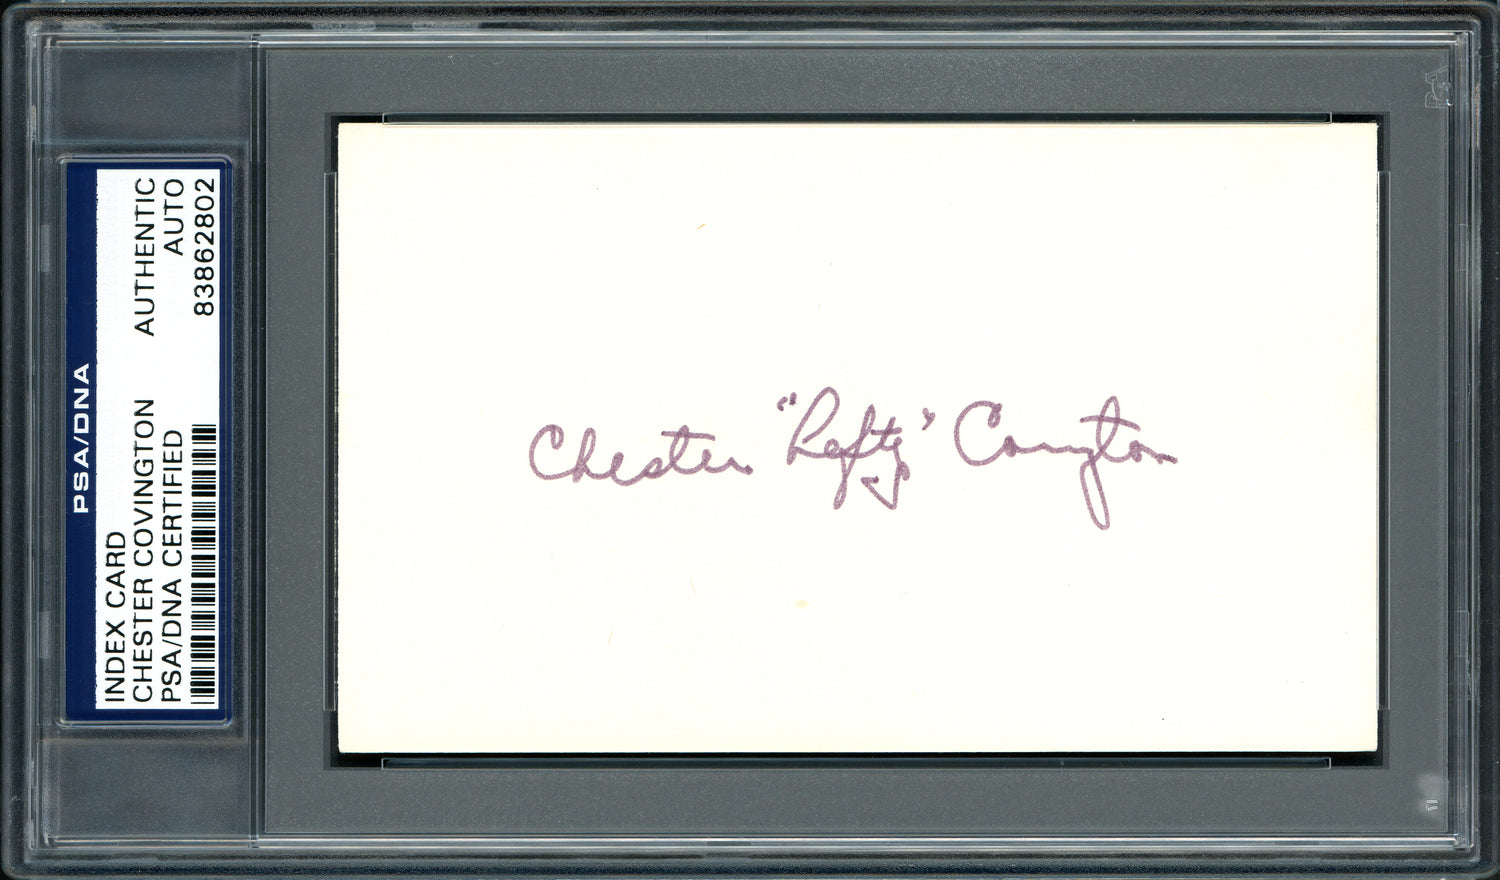 PSA/DNA
INDEX CARD
CHESTER COVINGTON AUTHENTIC
PSA/DNA CERTIFIED AUTO
83862802
Chester "Lefty" Covington